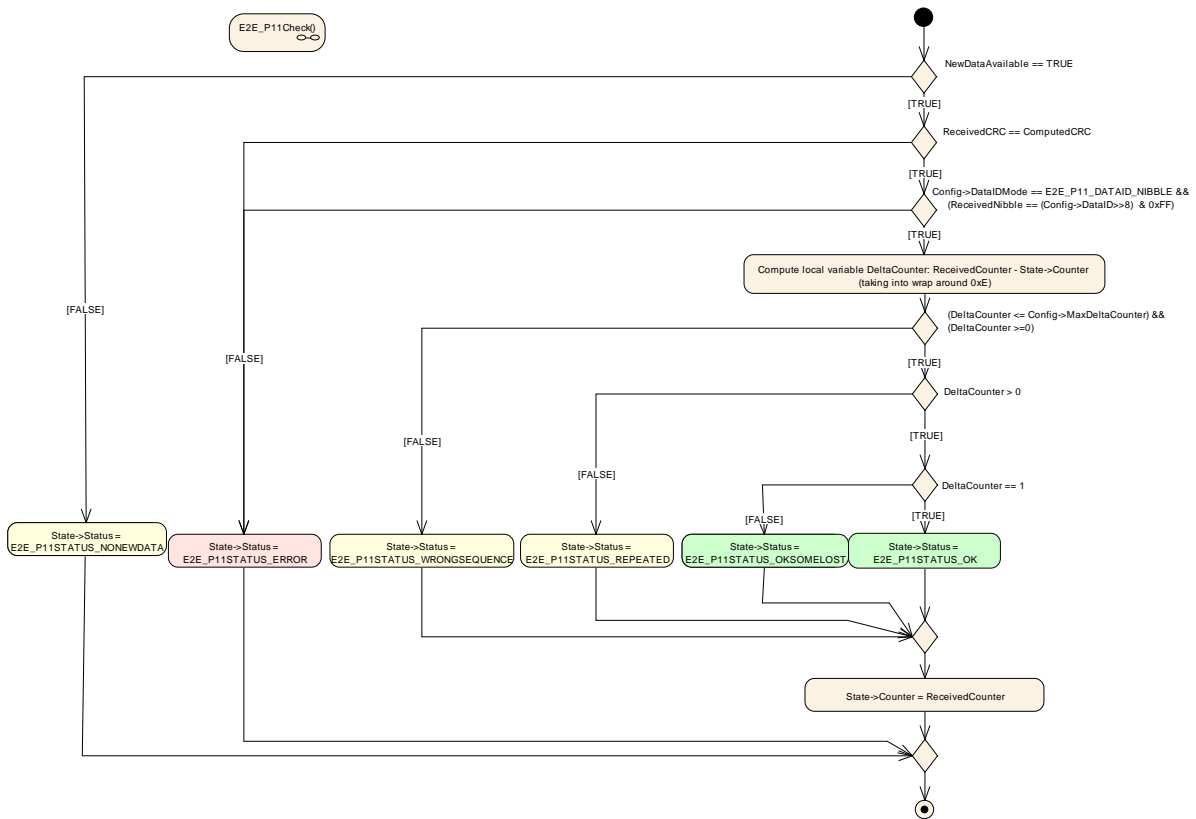 E2E_P11Check()
NewDataAvailable == TRUE
[TRUE]
ReceivedCRC == ComputedCRC
[TRUE]
Config->DataIDMode == E2E_P11_DATAID_NIBBLE &&
(ReceivedNibble == (Config->DataID>>8) & 0xFF)
[TRUE]
Compute local variable DeltaCounter: ReceivedCounter - State->Counter
(taking into wrap around 0xE)
[FALSE]
(DeltaCounter <= Config->MaxDeltaCounter) &&
(DeltaCounter >=0)
[FALSE]
[TRUE]
DeltaCounter > 0
[FALSE]
[TRUE]
[FALSE]
DeltaCounter == 1
[FALSE]
[TRUE]
State->Status =
E2E_P11STATUS_NONEWDATA
State->Status =
E2E_P11STATUS_ERROR
State->Status =
E2E_P11STATUS_WRONGSEQUENCE
State->Status =
E2E_P11STATUS_REPEATED
State->Status =
E2E_P11STATUS_OKSOMELOST
State->Status =
E2E_P11STATUS_OK
State->Counter = ReceivedCounter